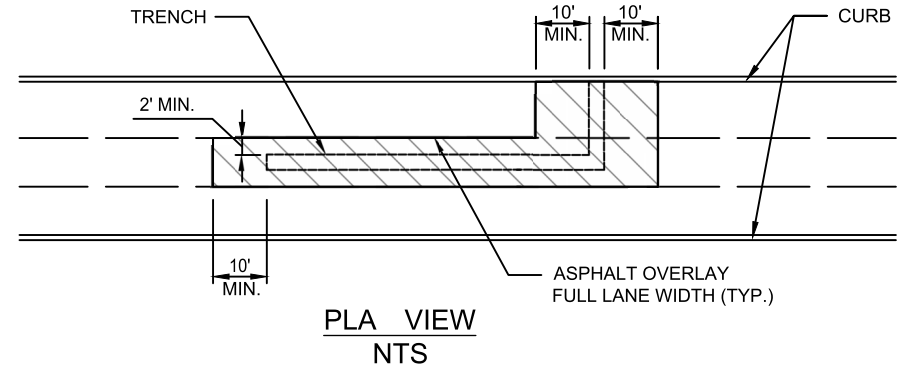 TRENCH
10'
MIN.
10'
MIN.
CURB
2' MIN.
10'
MIN.
ASPHALT OVERLAY
FULL LANE WIDTH (TYP.)
PLA VIEW
NTS